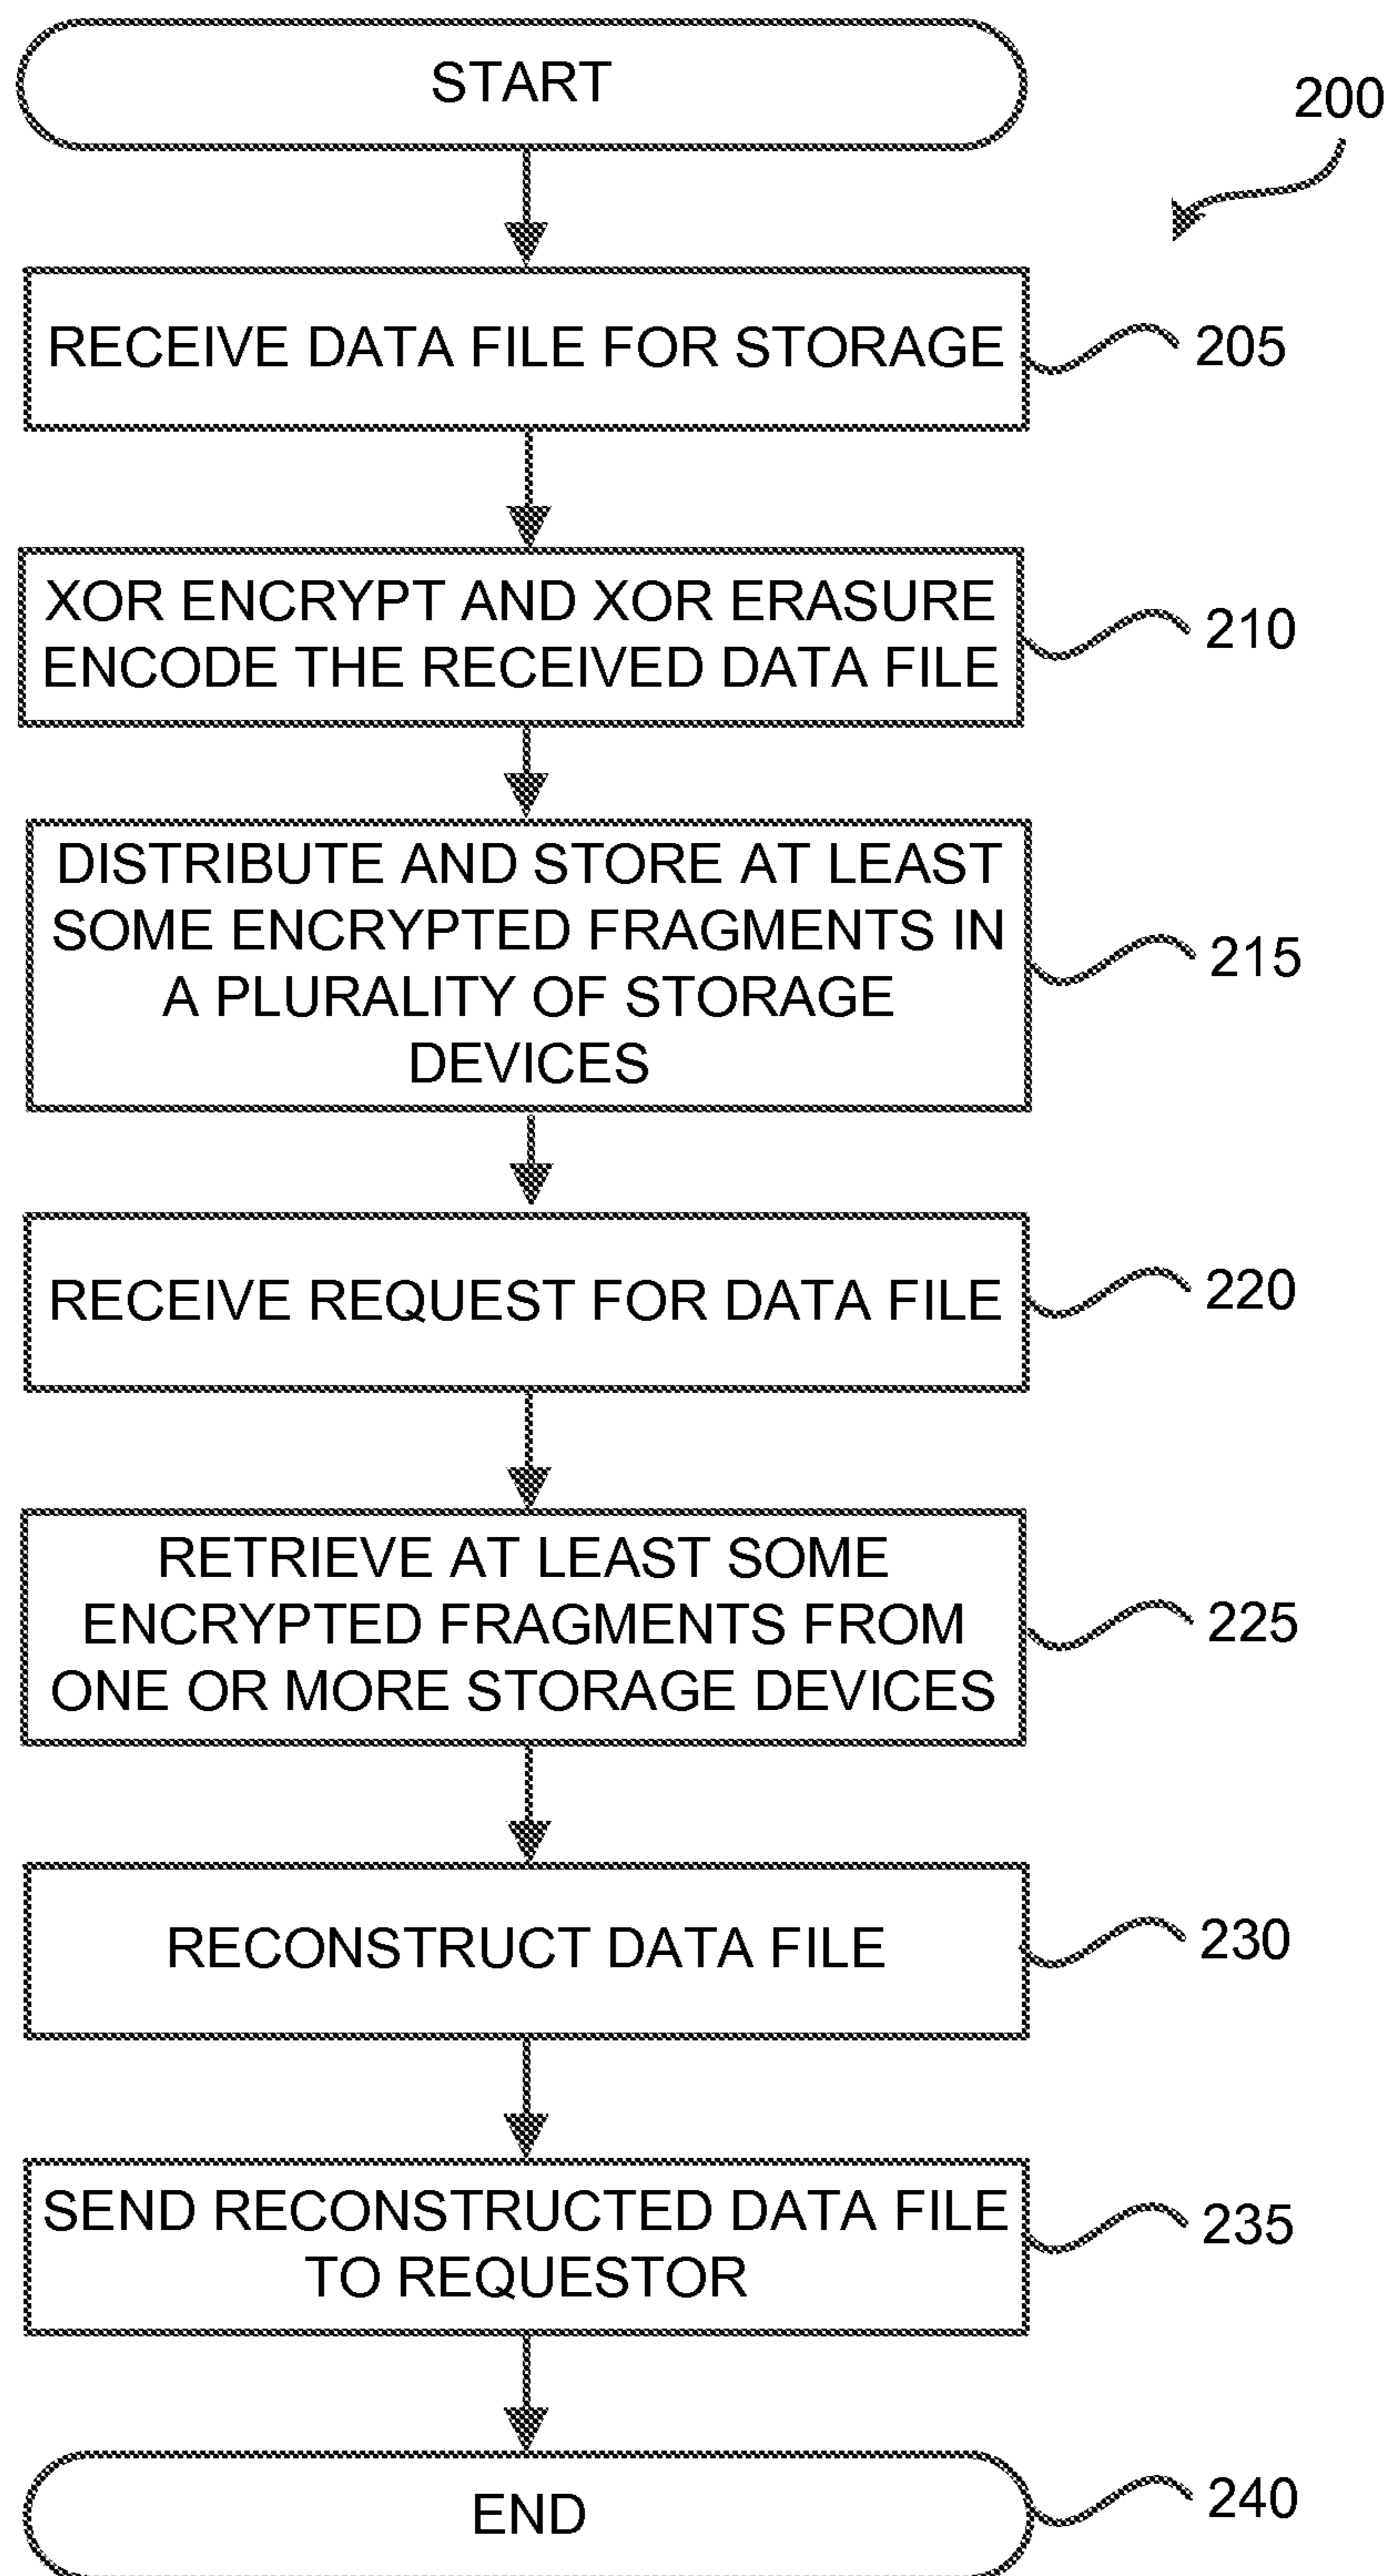 START
200
RECEIVE DATA FILE FOR STORAGE
205
XOR ENCRYPT AND XOR ERASURE
ENCODE THE RECEIVED DATA FILE
210
DISTRIBUTE AND STORE AT LEAST
SOME ENCRYPTED FRAGMENTS IN
A PLURALITY OF STORAGE
DEVICES
215
RECEIVE REQUEST FOR DATA FILE
220
RETRIEVE AT LEAST SOME
ENCRYPTED FRAGMENTS FROM
ONE OR MORE STORAGE DEVICES
225
RECONSTRUCT DATA FILE
230
SEND RECONSTRUCTED DATA FILE
TO REQUESTOR
235
END
240